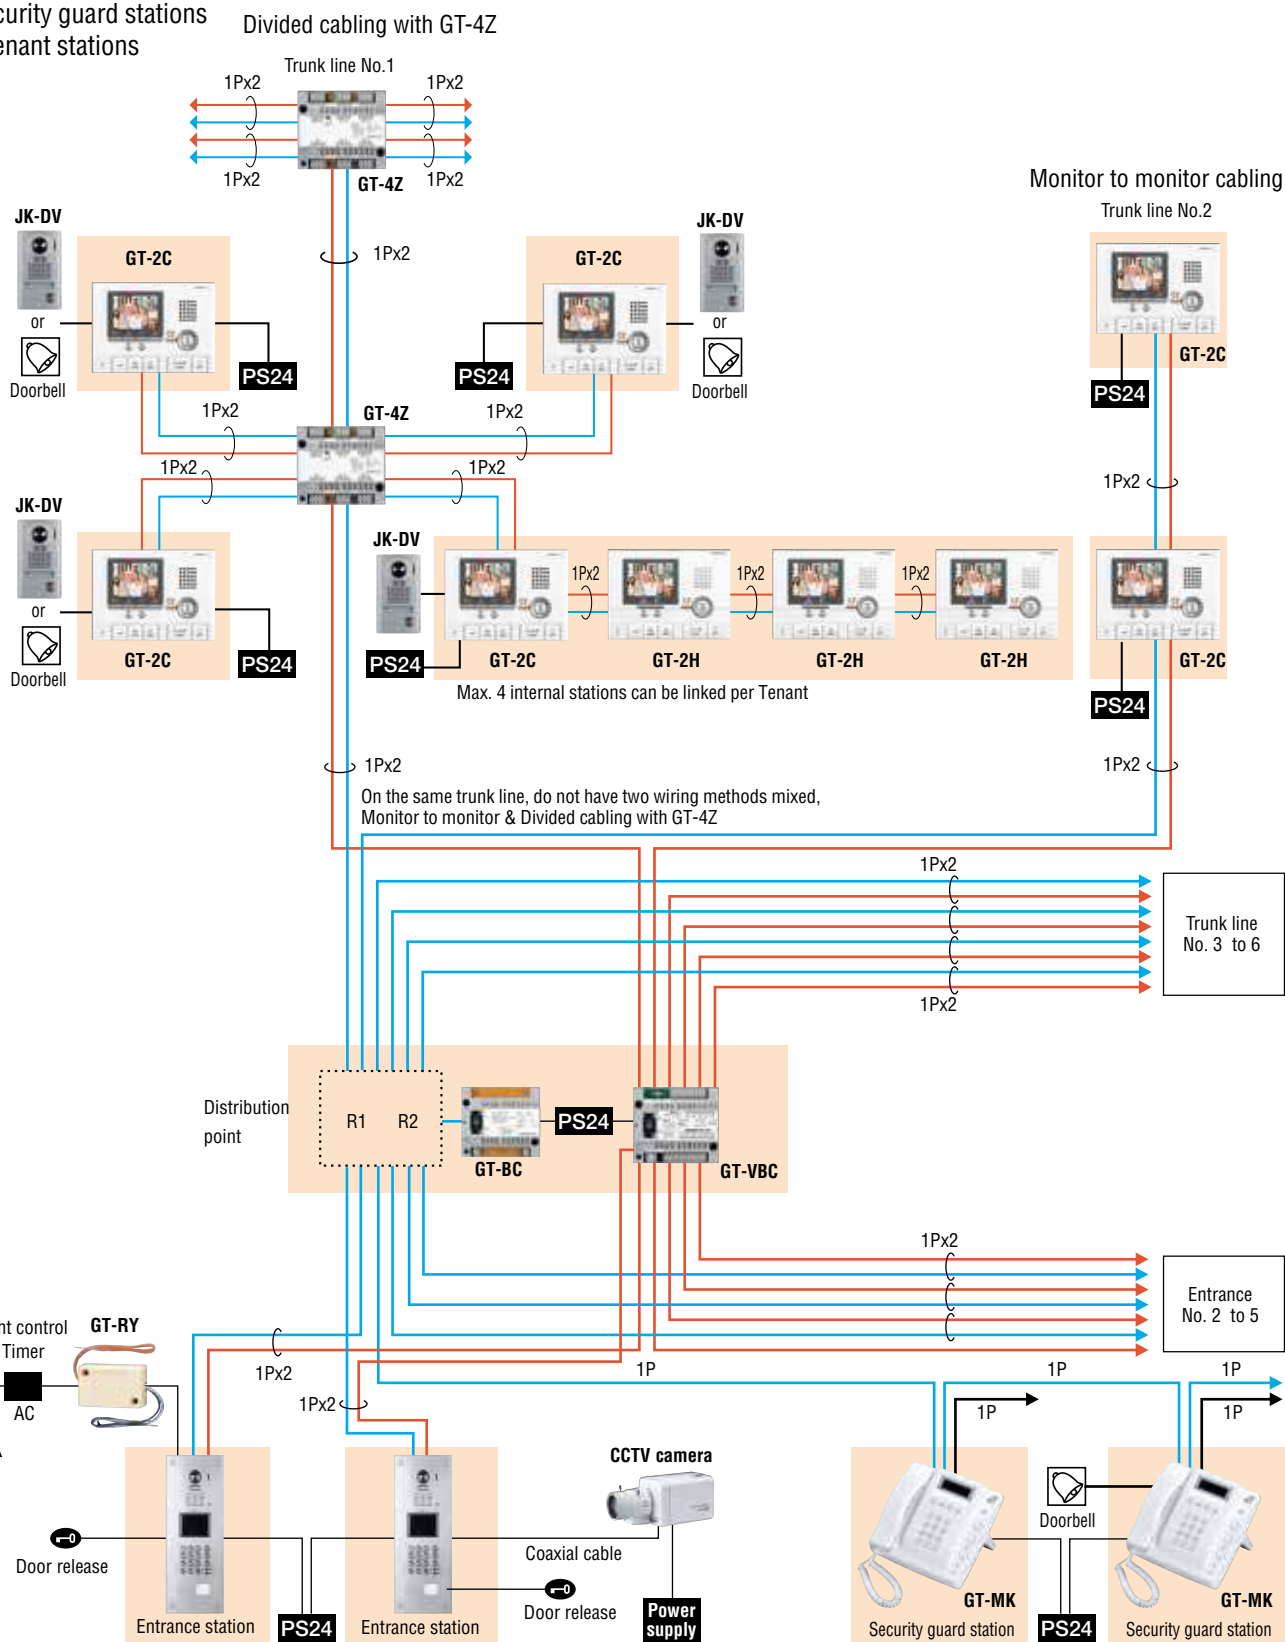 curity guard stations
enant stations
Divided cabling with GT-4Z
Trunk line No.1
1Px2
1Px2
1Px2
1Px2
GT-4Z
Monitor to monitor cabling
Trunk line No.2
JK-DV
GT-2C
1Px2
GT-2C
JK-DV
or
or
Doorbell
PS24
PS24
Doorbell
GT-2C
PS24
1Px2
GT-4Z
1Px2
1Px2
1Px2
1Px2
JK-DV
JK-DV
or
1Px2
1Px2
1Px2
Doorbell
GT-2C
PS24
PS24
GT-2C
GT-2H
GT-2H
GT-2H
GT-2C
Max. 4 internal stations can be linked per Tenant
PS24
1Px2
1Px2
On the same trunk line, do not have two wiring methods mixed,
Monitor to monitor & Divided cabling with GT-4Z
1Px2
Trunk line
No. 3 to 6
1Px2
Distribution
point
R1
R2
PS24
GT-BC
GT-VBC
1Px2
Entrance
No. 2 to 5
ht control
Timer
GT-RY
AC
1Px2
1P
1P
1P
1Px2
1P
1P
CCTV camera
Doorbell
Door release
Coaxial cable
Door release
Entrance station
PS24
Entrance station
Power
supply
GT-MK
Security guard station
PS24
GT-MK
Security guard station